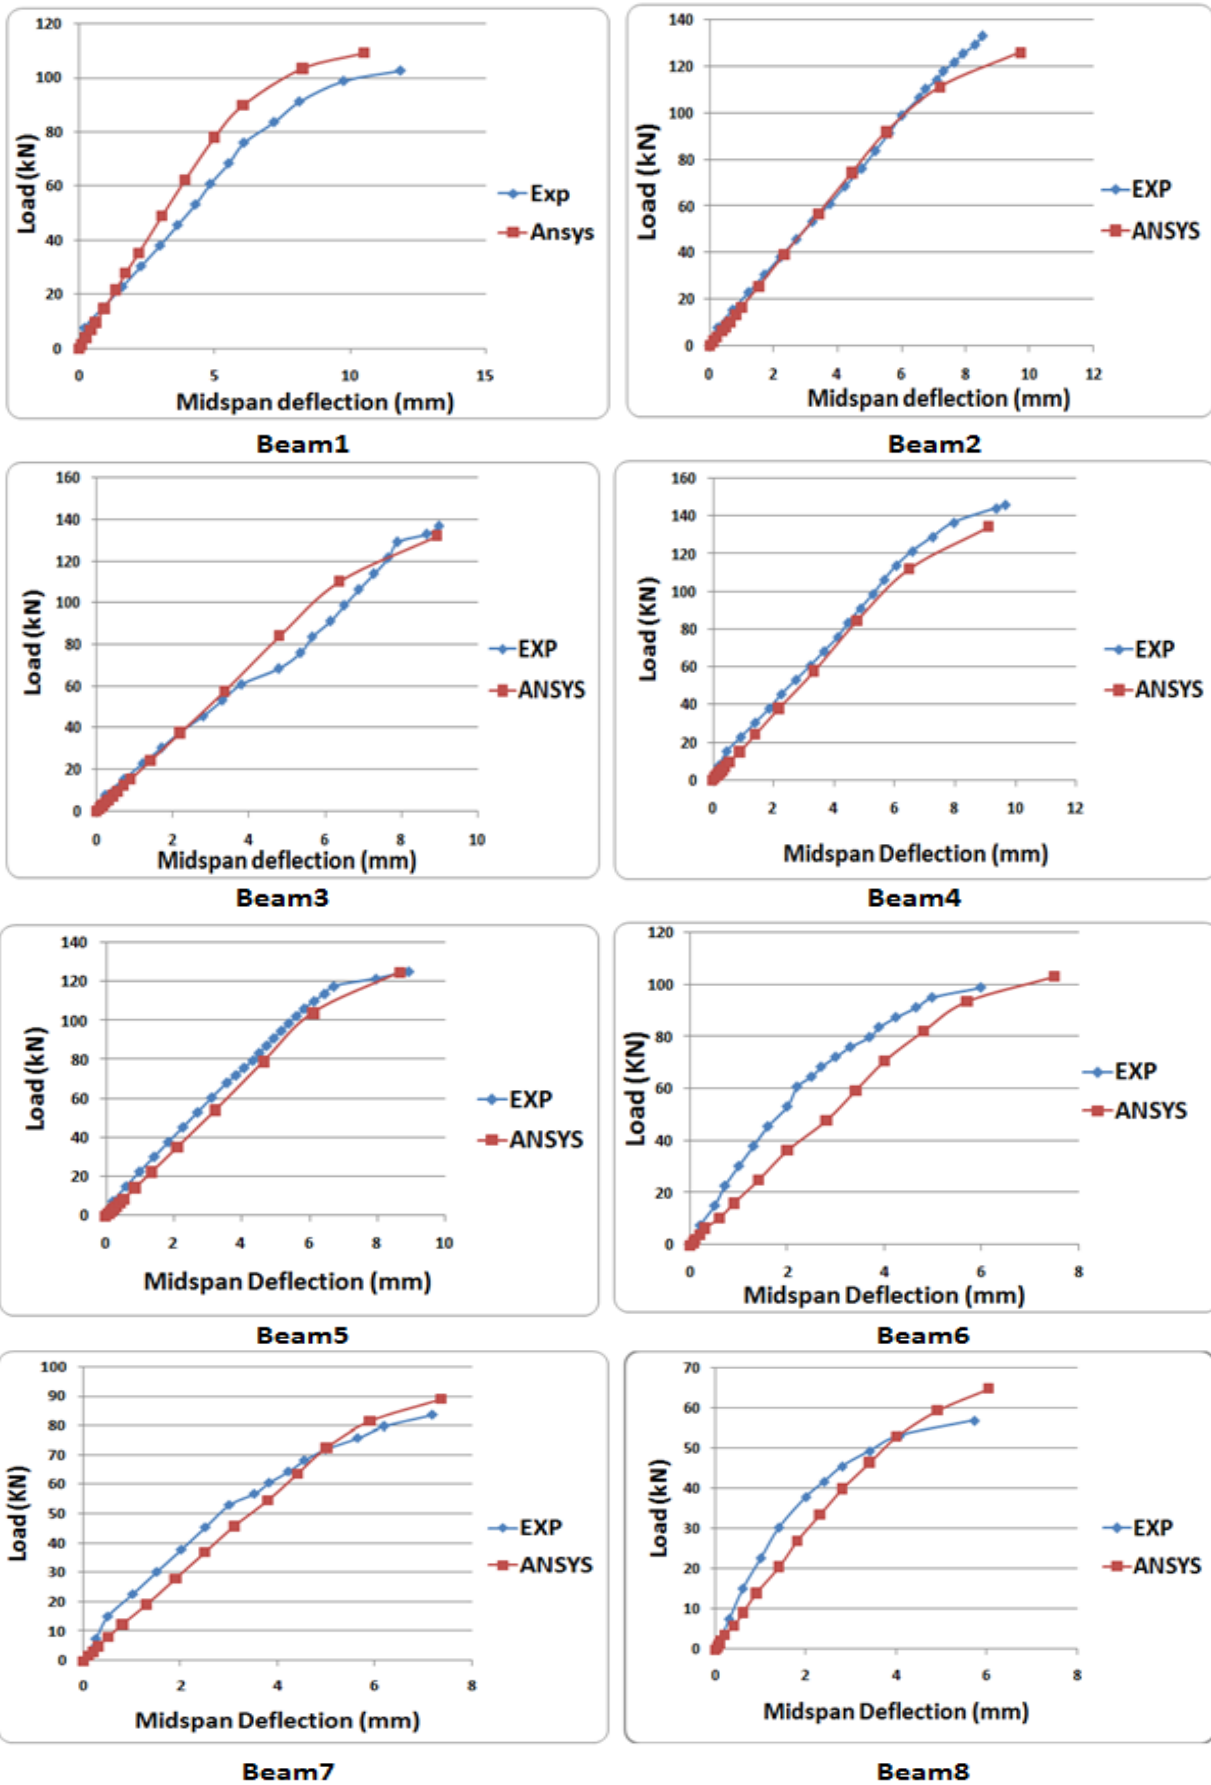 120
100
80
60
40
20
0
0 5 10 15
Load (kN)
Midspan deflection (mm)
Exp
Ansys
Beam1
140
120
100
80
60
40
20
0
0 2 4 6 8 10 12
Load (kN)
Midspan deflection (mm)
EXP
ANSYS
Beam2
160
140
120
100
80
60
40
20
0
0 2 4 6 8 10
Load (kN)
Midspan deflection (mm)
EXP
ANSYS
Beam3
160
140
120
100
80
60
40
20
0
0 2 4 6 8 10 12
Load (KN)
Midspan Deflection (mm)
EXP
ANSYS
Beam4
140
120
100
80
60
40
20
0
0 2 4 6 8 10
Load (kN)
Midspan Deflection (mm)
EXP
ANSYS
Beam5
120
100
80
60
40
20
0
0 2 4 6 8
Load (KN)
Midspan Deflection (mm)
EXP
ANSYS
Beam6
100
90
80
70
60
50
40
30
20
10
0
0 2 4 6 8
Load (KN)
Midspan Deflection (mm)
EXP
ANSYS
Beam7
70
60
50
40
30
20
10
0
0 2 4 6 8
Load (kN)
Midspan Deflection (mm)
EXP
ANSYS
Beam8